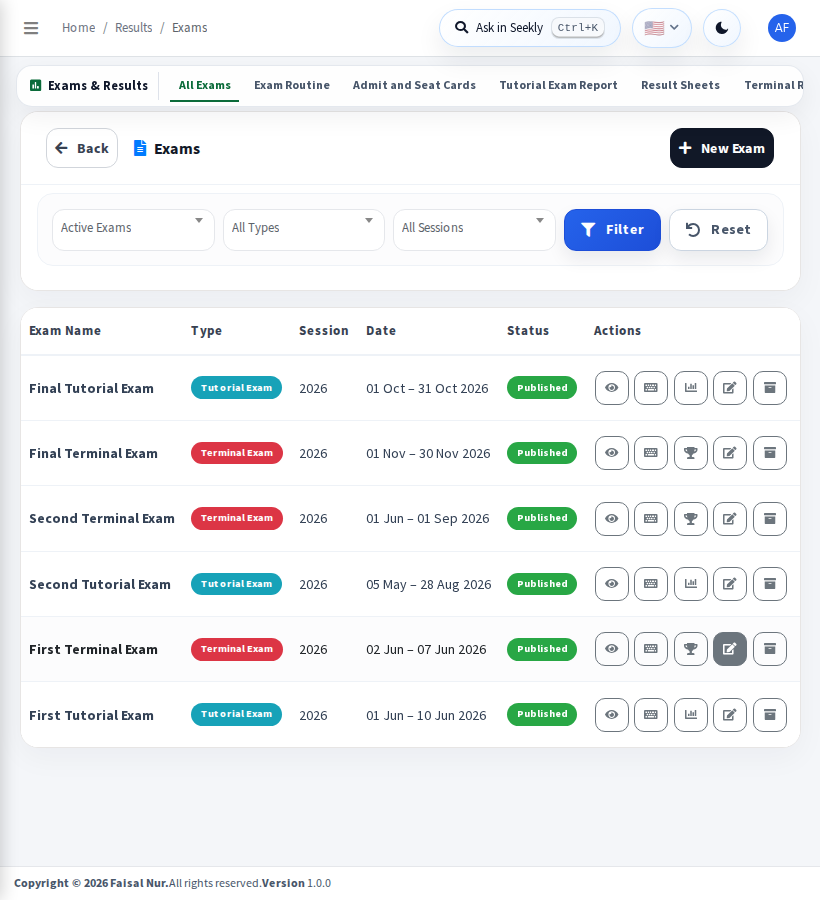 Home / Results / Exams
Ask in Seekly Ctrl+K
AF
Exams & Results
All Exams
Exam Routine
Admit and Seat Cards
Tutorial Exam Report
Result Sheets
Terminal R
Back
Exams
New Exam
Active Exams
All Types
All Sessions
Filter
Reset
Exam Name Type Session Date Status Actions
Final Tutorial Exam Tutorial Exam 2026 01 Oct – 31 Oct 2026 Published
Final Terminal Exam Terminal Exam 2026 01 Nov – 30 Nov 2026 Published
Second Terminal Exam Terminal Exam 2026 01 Jun – 01 Sep 2026 Published
Second Tutorial Exam Tutorial Exam 2026 05 May – 28 Aug 2026 Published
First Terminal Exam Terminal Exam 2026 02 Jun – 07 Jun 2026 Published
First Tutorial Exam Tutorial Exam 2026 01 Jun – 10 Jun 2026 Published
Copyright © 2026 Faisal Nur.All rights reserved.Version 1.0.0